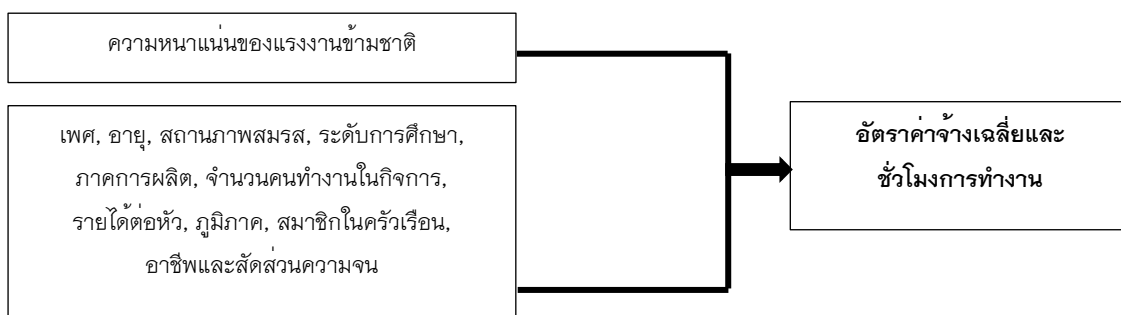 ความหนาแน่นของแรงงานข้ามชาติ
เพศ, อายุ, สถานภาพสมรส, ระดับการศึกษา,
ภาคการผลิต, จำนวนคนทำงานในกิจการ,
รายได้ต่อหัว, ภูมิภาค, สมาชิกในครัวเรือน,
อาชีพและสัดส่วนความจน
อัตราค่าจ้างเฉลี่ยและ
ชั่วโมงการทำงาน